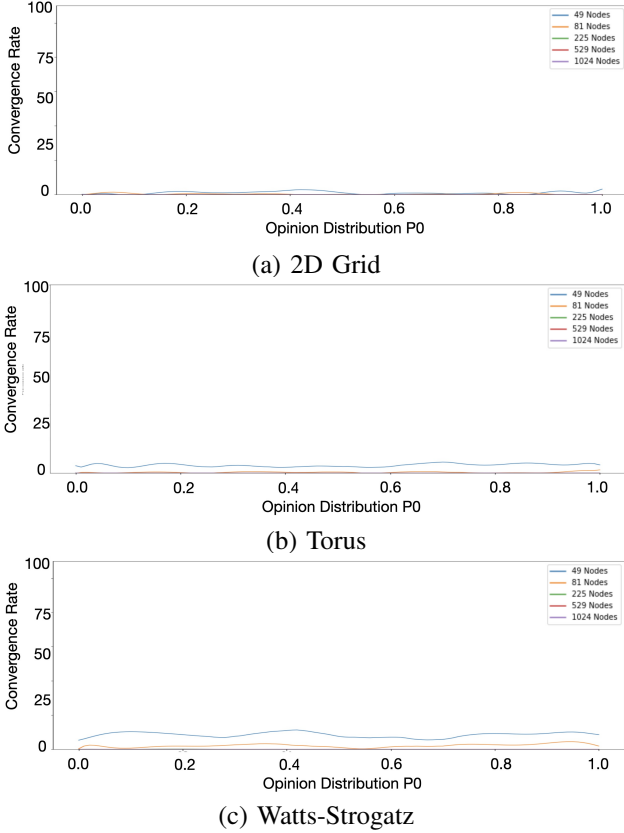 100
75
50
25
0
Convergence Rate
49 Nodes
81 Nodes
225 Nodes
529 Nodes
1024 Nodes
0.0 0.2 0.4 0.6 0.8 1.0
Opinion Distribution P0
(a) 2D Grid
100
75
50
25
0
Convergence Rate
49 Nodes
81 Nodes
225 Nodes
529 Nodes
1024 Nodes
0.0 0.2 0.4 0.6 0.8 1.0
Opinion Distribution P0
(b) Torus
100
75
50
25
0
Convergence Rate
49 Nodes
81 Nodes
225 Nodes
529 Nodes
1024 Nodes
0.0 0.2 0.4 0.6 0.8 1.0
Opinion Distribution P0
(c) Watts-Strogatz